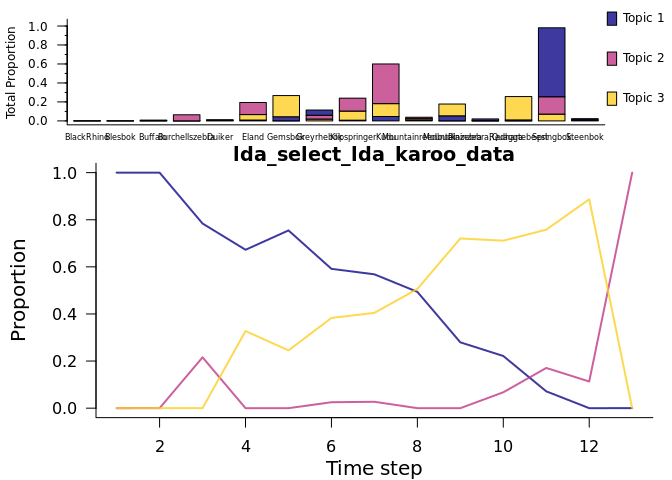 Total Proportion
1.0
0.8
0.6
0.4
0.2
0.0
Topic 1
Topic 2
Topic 3
BlackRhino Blesbok Buffalo Burchellszebra Duiker Eland Gemsbok Greyrhebok Klipspringer Kudu Springbok Steenbok
lda_select_lda_karoo_data
Proportion
1.0
0.8
0.6
0.4
0.2
0.0
2 4 6 8 10 12
Time step